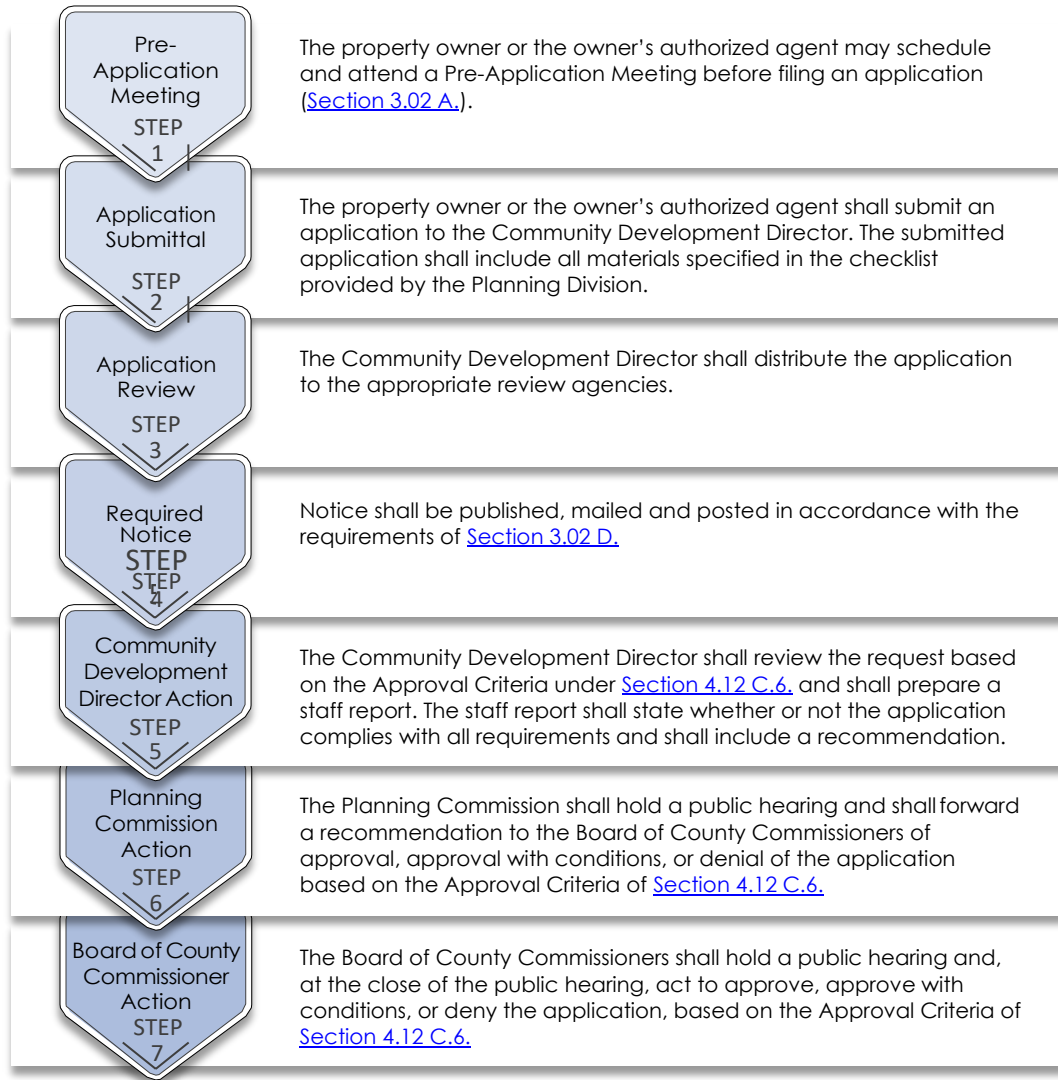 Pre-
Application
Meeting
STEP
1
The property owner or the owner’s authorized agent may schedule
and attend a Pre-Application Meeting before filing an application
(Section 3.02 A.).
Application
Submittal
STEP
2
The property owner or the owner’s authorized agent shall submit an
application to the Community Development Director. The submitted
application shall include all materials specified in the checklist
provided by the Planning Division.
Application
Review
STEP
3
The Community Development Director shall distribute the application
to the appropriate review agencies.
Required
Notice
STEP
STEP
4
Notice shall be published, mailed and posted in accordance with the
requirements of Section 3.02 D.
Community
Development
Director Action
STEP
5
The Community Development Director shall review the request based
on the Approval Criteria under Section 4.12 C.6. and shall prepare a
staff report. The staff report shall state whether or not the application
complies with all requirements and shall include a recommendation.
Planning
Commission
Action
STEP
6
The Planning Commission shall hold a public hearing and shall forward
a recommendation to the Board of County Commissioners of
approval, approval with conditions, or denial of the application
based on the Approval Criteria of Section 4.12 C.6.
Board of County
Commissioner
Action
STEP
7
The Board of County Commissioners shall hold a public hearing and,
at the close of the public hearing, act to approve, approve with
conditions, or deny the application, based on the Approval Criteria of
Section 4.12 C.6.